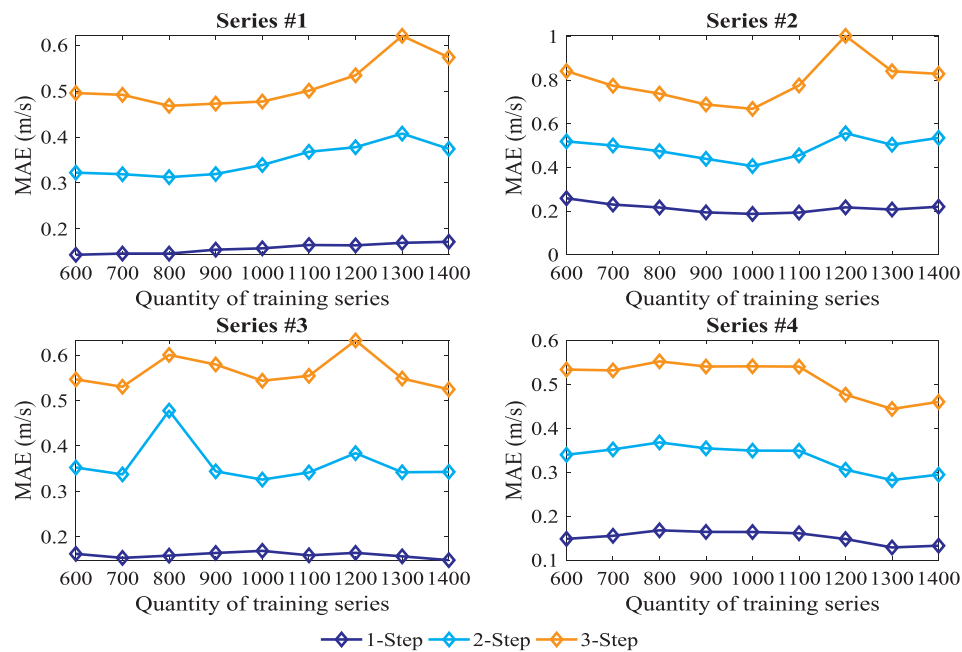 Series #1
0.6
0.5
0.4
0.3
0.2
MAE (m/s)
600 700 800 900 1000 1100 1200 1300 1400
Quantity of training series
Series #2
1
0.8
0.6
0.4
0.2
0
MAE (m/s)
600 700 800 900 1000 1100 1200 1300 1400
Quantity of training series
Series #3
0.6
0.5
0.4
0.3
0.2
MAE (m/s)
600 700 800 900 1000 1100 1200 1300 1400
Quantity of training series
Series #4
0.6
0.5
0.4
0.3
0.2
0.1
MAE (m/s)
600 700 800 900 1000 1100 1200 1300 1400
Quantity of training series
1-Step 2-Step 3-Step